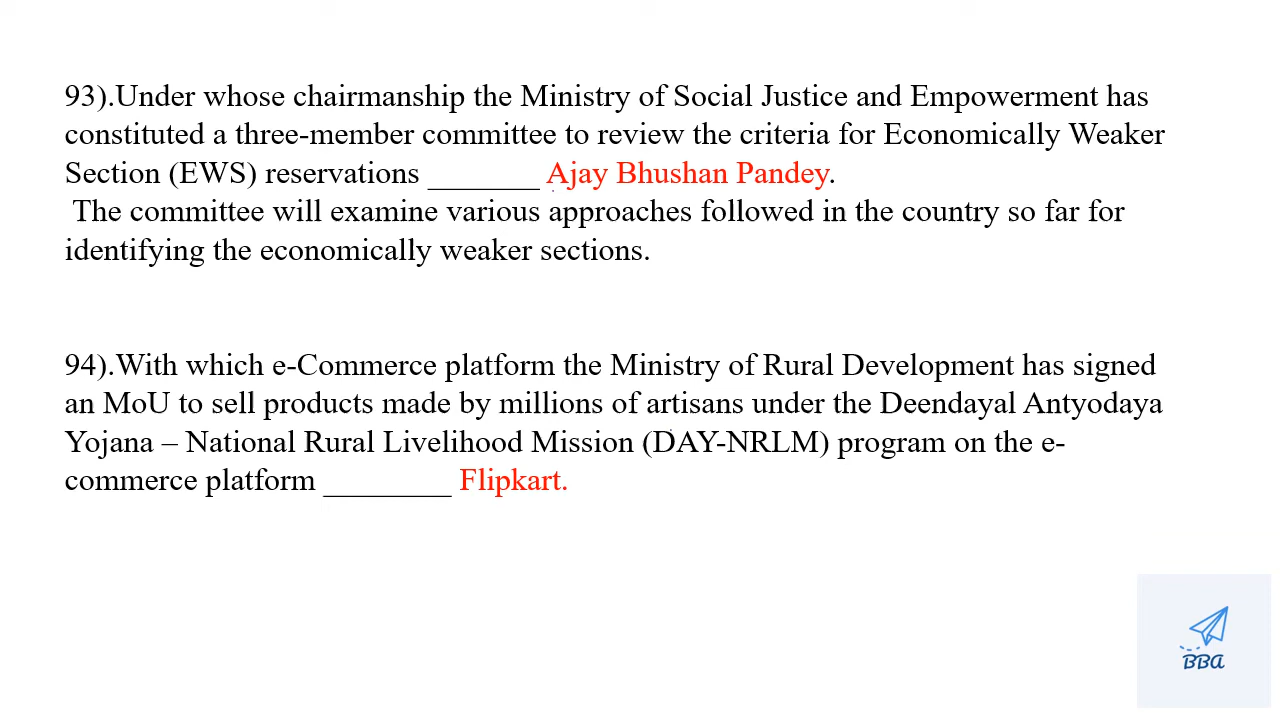 93).Under whose chairmanship the Ministry of Social Justice and Empowerment has
constituted a three-member committee to review the criteria for Economically Weaker
Section (EWS) reservations _______ Ajay Bhushan Pandey.
The committee will examine various approaches followed in the country so far for
identifying the economically weaker sections.
94).With which e-Commerce platform the Ministry of Rural Development has signed
an MoU to sell products made by millions of artisans under the Deendayal Antyodaya
Yojana – National Rural Livelihood Mission (DAY-NRLM) program on the e-
commerce platform ________ Flipkart.
BBA